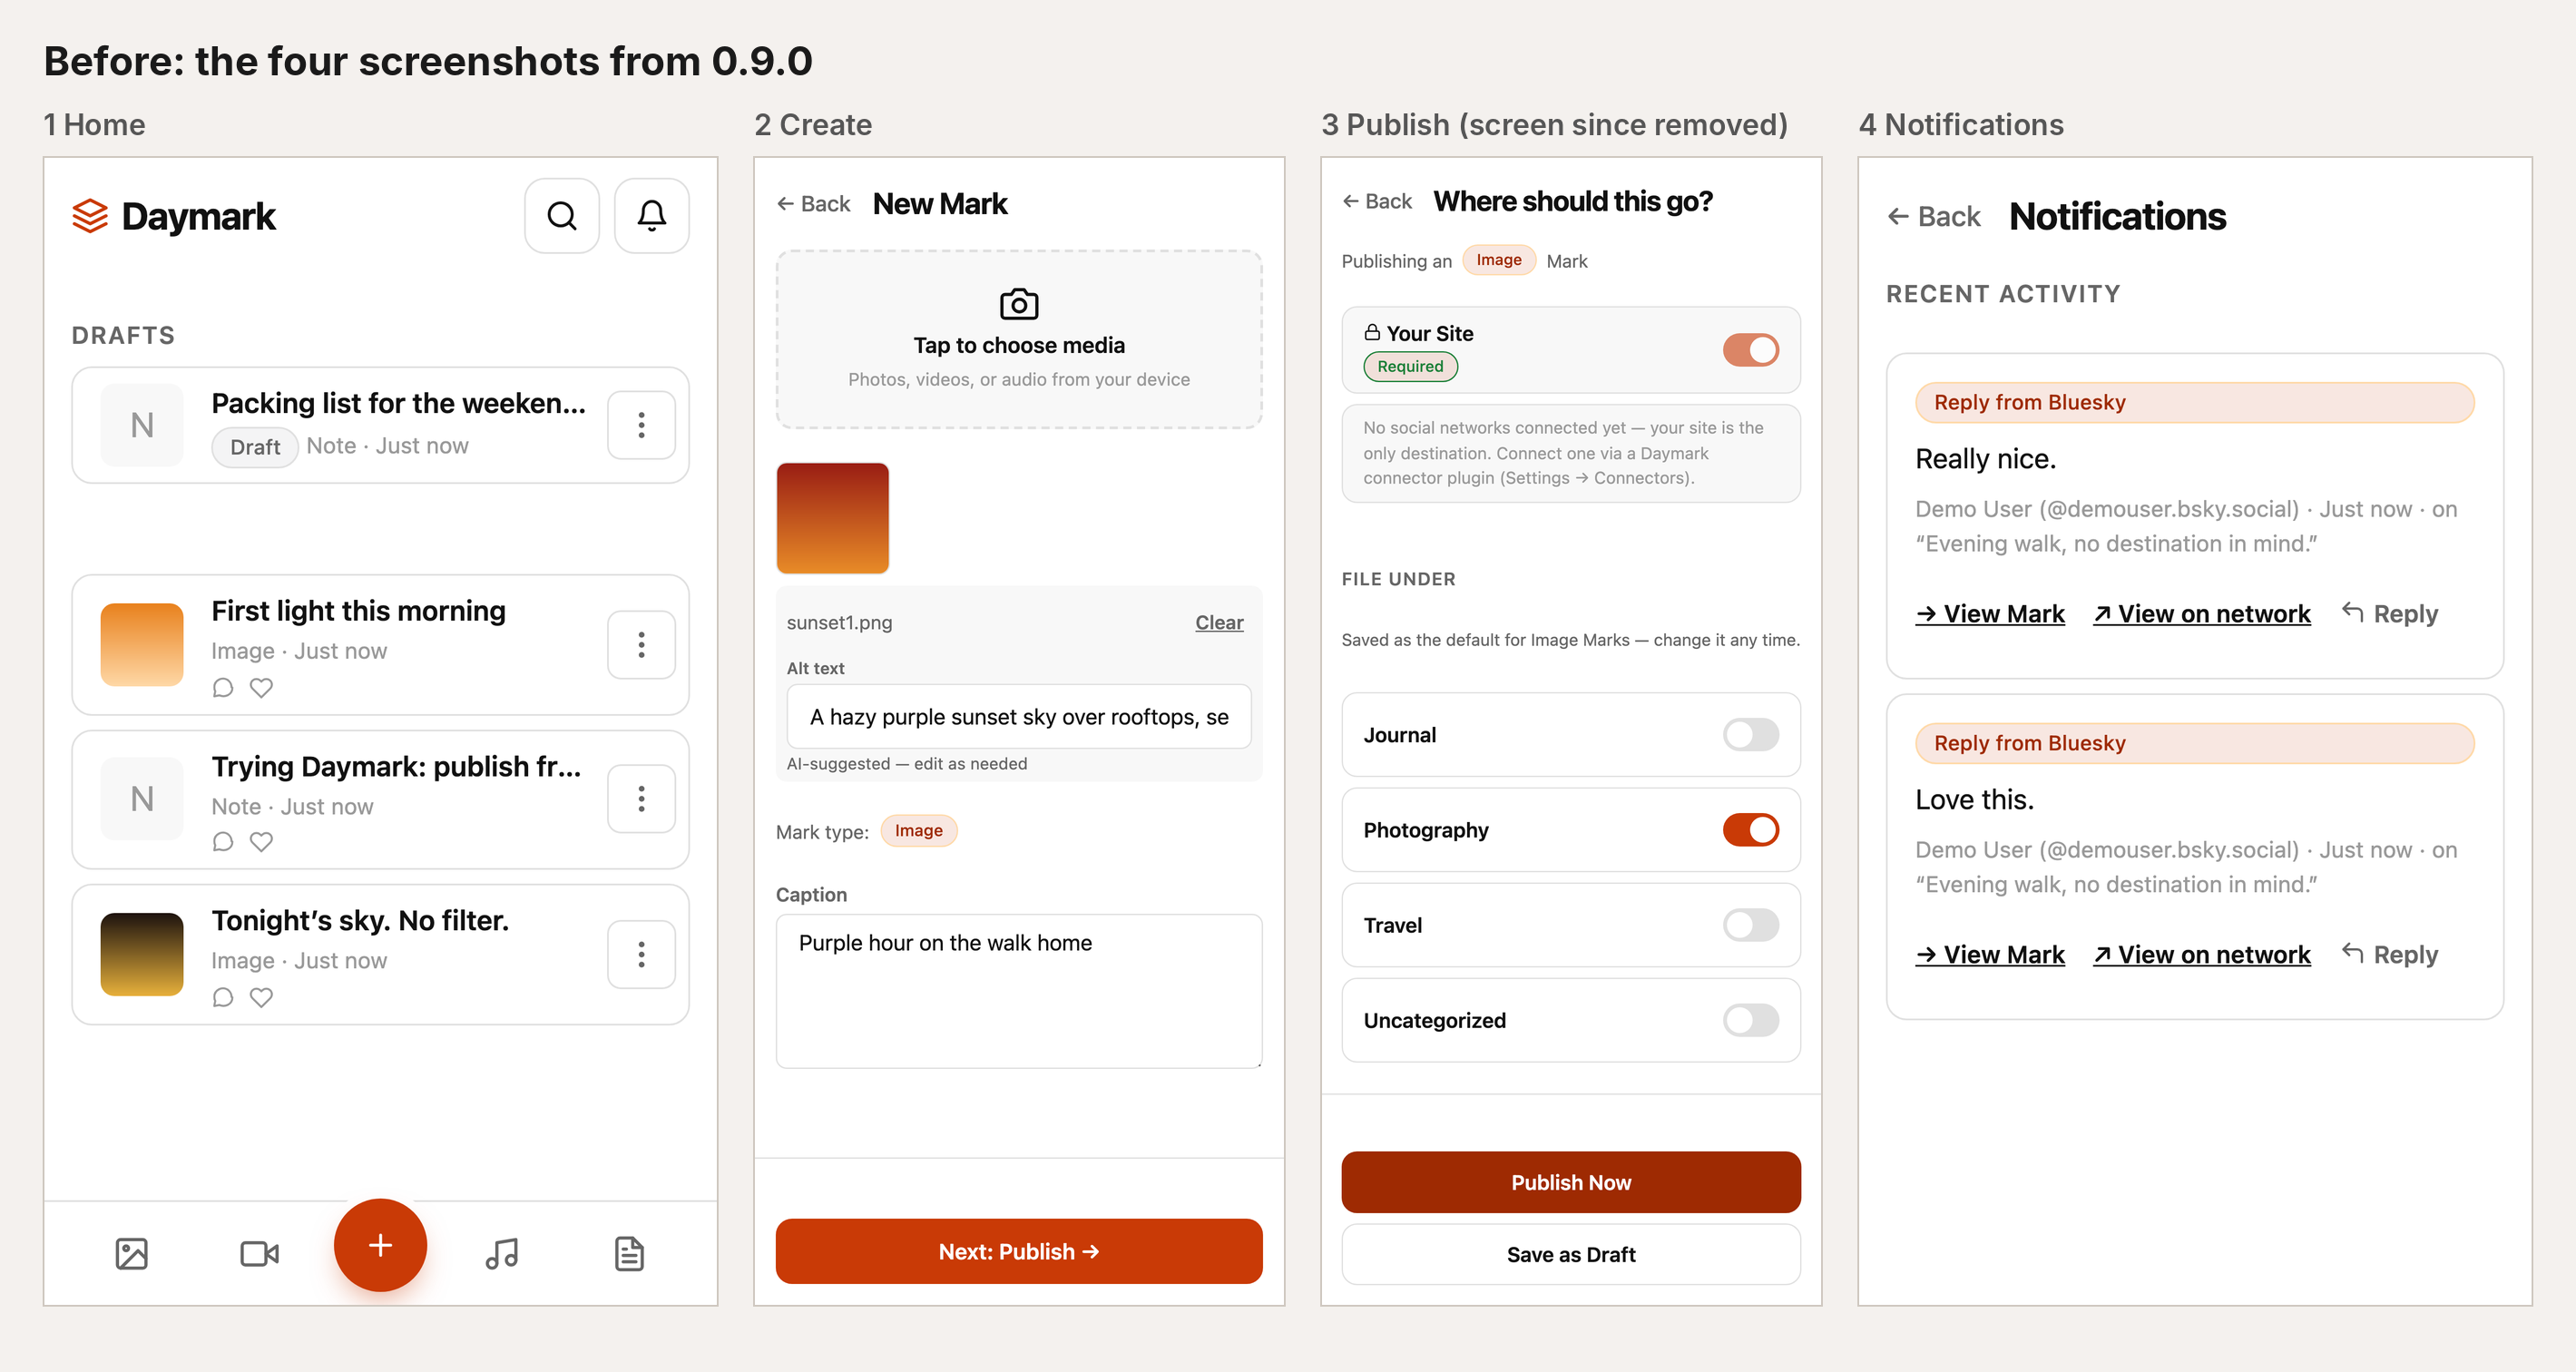 Before: the four screenshots from 0.9.0
1 Home
Daymark
DRAFTS
N
Packing list for the weeken...
Draft
Note · Just now
First light this morning
Image · Just now
N
Trying Daymark: publish fr...
Note · Just now
Tonight’s sky. No filter.
Image · Just now
2 Create
← Back
New Mark
Tap to choose media
Photos, videos, or audio from your device
sunset1.png
Clear
Alt text
A hazy purple sunset sky over rooftops, se
AI-suggested — edit as needed
Mark type:
Image
Caption
Purple hour on the walk home
Next: Publish →
3 Publish (screen since removed)
← Back
Where should this go?
Publishing an
Image
Mark
Your Site
Required
No social networks connected yet — your site is the
only destination. Connect one via a Daymark
connector plugin (Settings → Connectors).
FILE UNDER
Saved as the default for Image Marks — change it any time.
Journal
Photography
Travel
Uncategorized
Publish Now
Save as Draft
4 Notifications
← Back
Notifications
RECENT ACTIVITY
Reply from Bluesky
Really nice.
Demo User (@demouser.bsky.social) · Just now · on
“Evening walk, no destination in mind.”
→ View Mark
↗ View on network
Reply
Reply from Bluesky
Love this.
Demo User (@demouser.bsky.social) · Just now · on
“Evening walk, no destination in mind.”
→ View Mark
↗ View on network
Reply